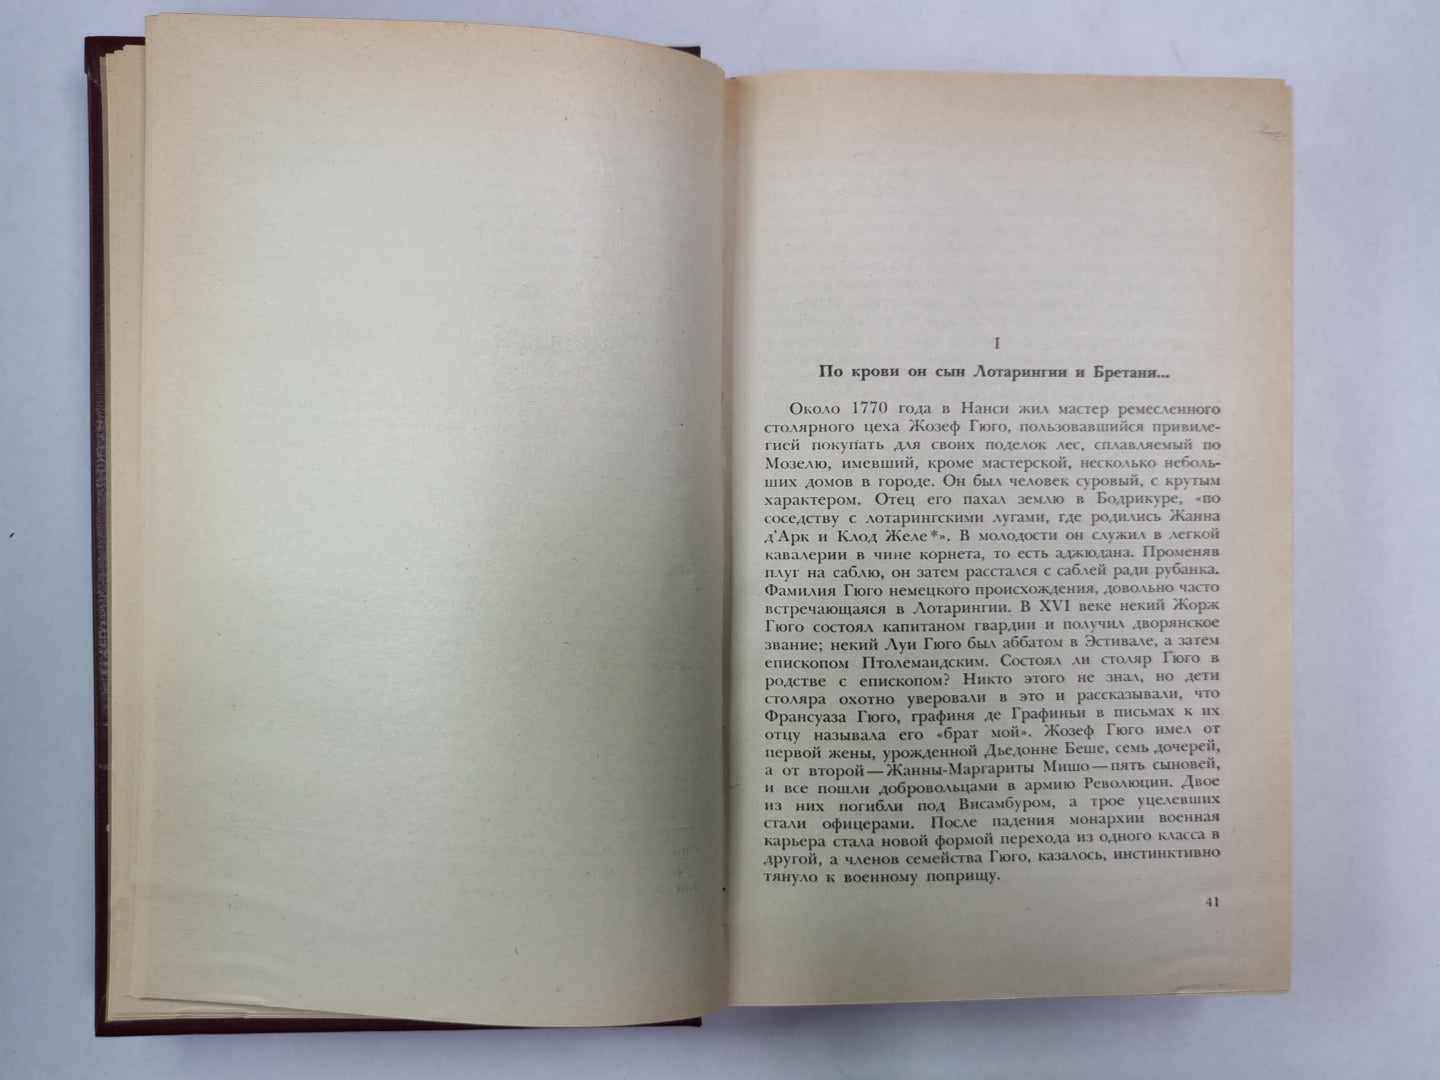 I
По крови он сын Лотарингии и Бретани...
Около 1770 года в Нанси жил мастер ремесленного
столярного цеха Жозеф Гюго, пользовавшийся привиле-
гией покупать для своих поделок лес, сплавляемый по
Мозелю, имевший, кроме мастерской, несколько неболь-
ших домов в городе. Он был человек суровый, с крутым
характером. Отец его пахал землю в Бодрикуре, «по
соседству с лотарингскими лугами, где родились Жанна
д'Арк и Клод Желе*». В молодости он служил в легкой
кавалерии в чине корнета, то есть аджюдана. Променяв
плуг на саблю, он затем расстался с саблей ради рубанка.
Фамилия Гюго немецкого происхождения, довольно часто
встречающаяся в Лотарингии. В XVI веке некий Жорж
Гюго состоял капитаном гвардии и получил дворянское
звание; некий Луи Гюго был аббатом в Эстивале, а затем
епископом Птолемаидским. Состоял ли столяр Гюго в
родстве с епископом? Никто этого не знал, но дети
столяра охотно уверовали в это и рассказывали, что
Франсуаза Гюго, графиня де Графиньи в письмах к их
отцу называла его «брат мой». Жозеф Гюго имел от
первой жены, урожденной Дьедонне Беше, семь дочерей,
а от второй — Жанны-Маргариты Мишо — пять сыновей,
и все пошли добровольцами в армию Революции. Двое
из них погибли под Висамбуром, а трое уцелевших
стали офицерами. После падения монархии военная
карьера стала новой формой перехода из одного класса в
другой, а членов семейства Гюго, казалось, инстинктивно
тянуло к военному поприщу.
41